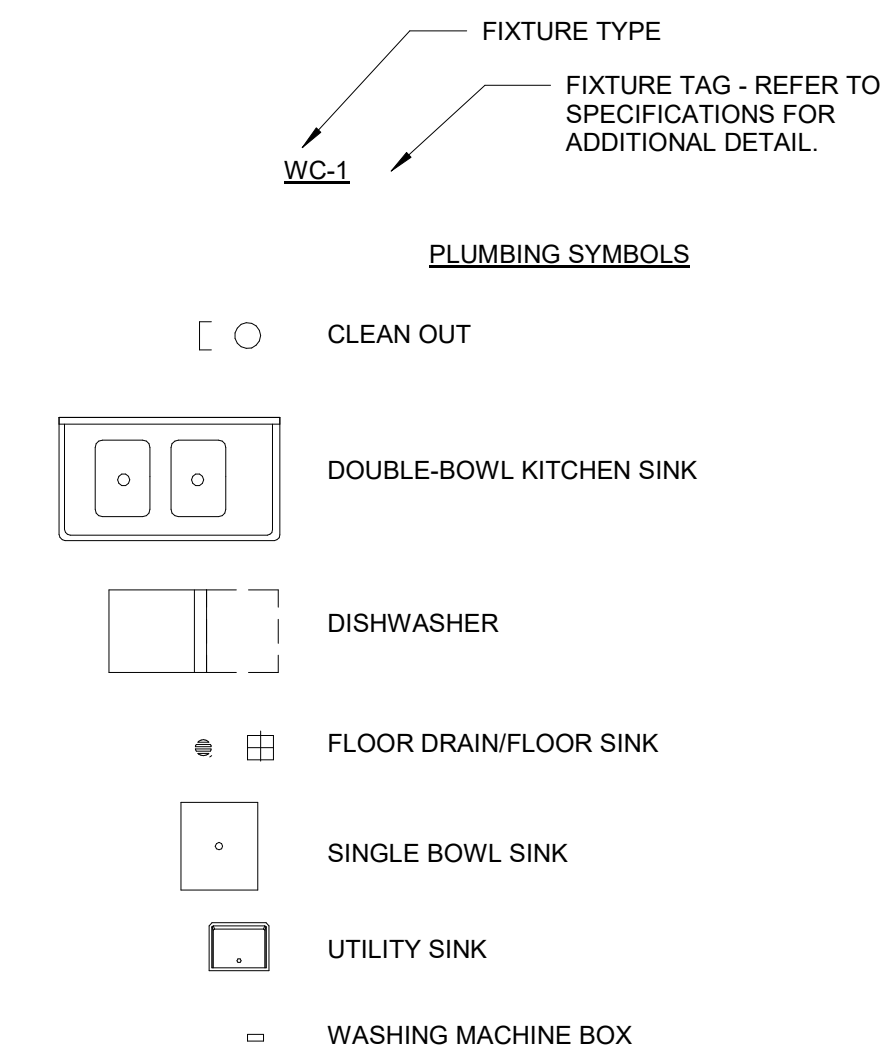 FIXTURE TYPE
FIXTURE TAG - REFER TO
SPECIFICATIONS FOR
ADDITIONAL DETAIL.
WC-1
PLUMBING SYMBOLS
CLEAN OUT
DOUBLE-BOWL KITCHEN SINK
DISHWASHER
FLOOR DRAIN/FLOOR SINK
SINGLE BOWL SINK
UTILITY SINK
WASHING MACHINE BOX